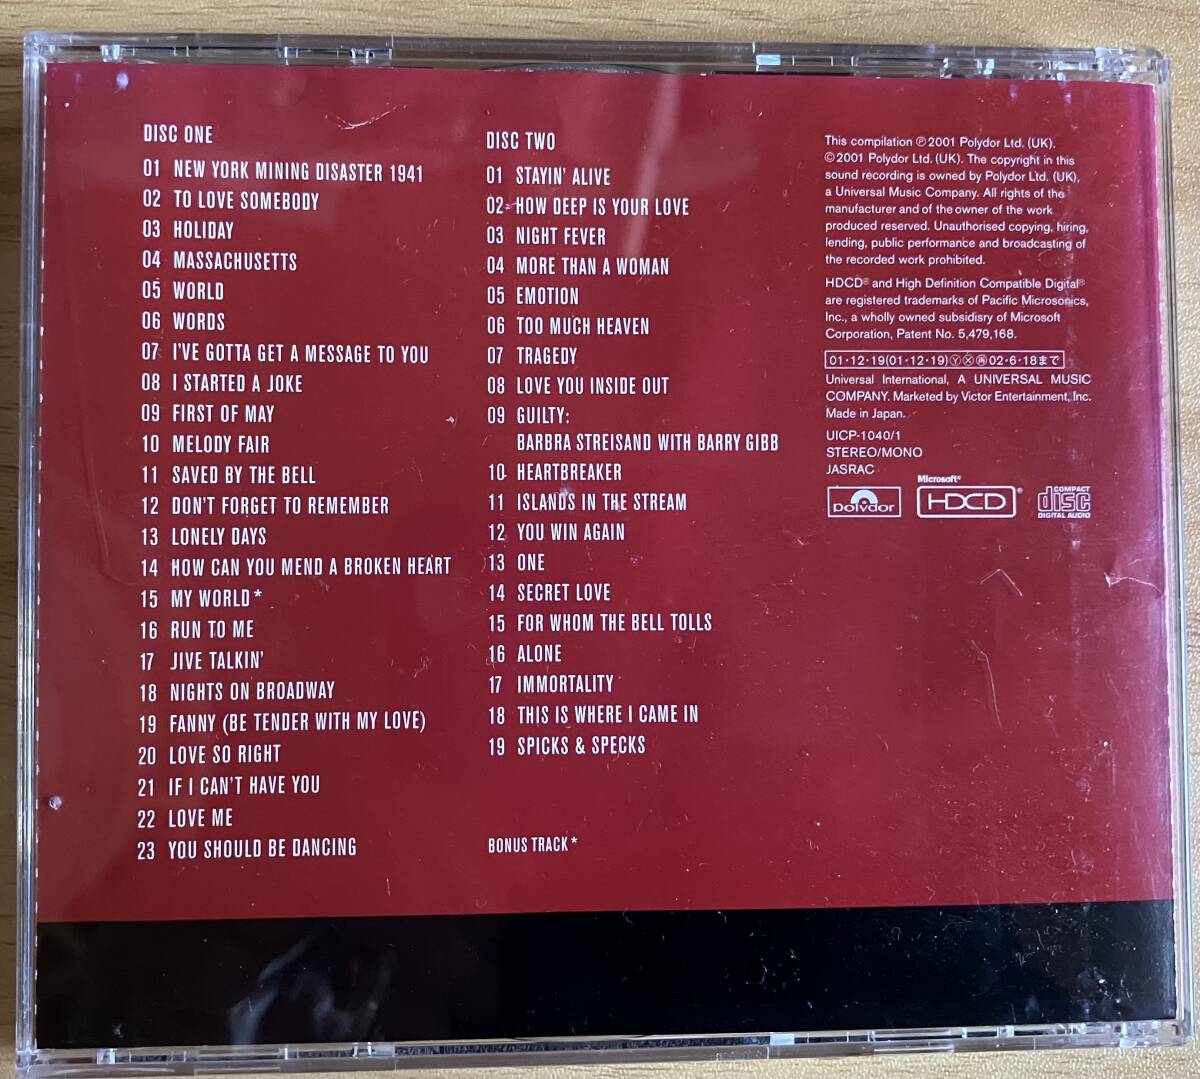 DISC ONE
01 NEW YORK MINING DISASTER 1941
02 TO LOVE SOMEBODY
03 HOLIDAY
04 MASSACHUSETTS
05 WORLD
06 WORDS
07 I'VE GOTTA GET A MESSAGE TO YOU
08 I STARTED A JOKE
09 FIRST OF MAY
10 MELODY FAIR
11 SAVED BY THE BELL
12 DON'T FORGET TO REMEMBER
13 LONELY DAYS
14 HOW CAN YOU MEND A BROKEN HEART
15 MY WORLD*
16 RUN TO ME
17 JIVE TALKIN'
18 NIGHTS ON BROADWAY
19 FANNY (BE TENDER WITH MY LOVE)
20 LOVE SO RIGHT
21 IF I CAN'T HAVE YOU
22 LOVE ME
23 YOU SHOULD BE DANCING
DISC TWO
01 STAYIN' ALIVE
02 HOW DEEP IS YOUR LOVE
03 NIGHT FEVER
04 MORE THAN A WOMAN
05 EMOTION
06 TOO MUCH HEAVEN
07 TRAGEDY
08 LOVE YOU INSIDE OUT
09 GUILTY:
BARBRA STREISAND WITH BARRY GIBB
10 HEARTBREAKER
11 ISLANDS IN THE STREAM
12 YOU WIN AGAIN
13 ONE
14 SECRET LOVE
15 FOR WHOM THE BELL TOLLS
16 ALONE
17 IMMORTALITY
18 THIS IS WHERE I CAME IN
19 SPICKS & SPECKS
BONUS TRACK*
This compilation ℗2001 Polydor Ltd. (UK).
©2001 Polydor Ltd. (UK). The copyright in this
sound recording is owned by Polydor Ltd. (UK),
a Universal Music Company. All rights of the
manufacturer and of the owner of the work
produced reserved. Unauthorised copying, hiring,
lending, public performance and broadcasting of
the recorded work prohibited.
HDCD® and High Definition Compatible Digital®
are registered trademarks of Pacific Microsonics,
Inc., a wholly owned subsidisry of Microsoft
Corporation, Patent No. 5,479,168.
01・12・19(01・12・19)Ⓨ Ⓧ 再 02・6・18まで
Universal International, A UNIVERSAL MUSIC
COMPANY. Marketed by Victor Entertainment, Inc.
Made in Japan.
UICP-1040/1
STEREO/MONO
JASRAC
polydor
Microsoft®
HDCD®
COMPACT
disc
DIGITAL AUDIO